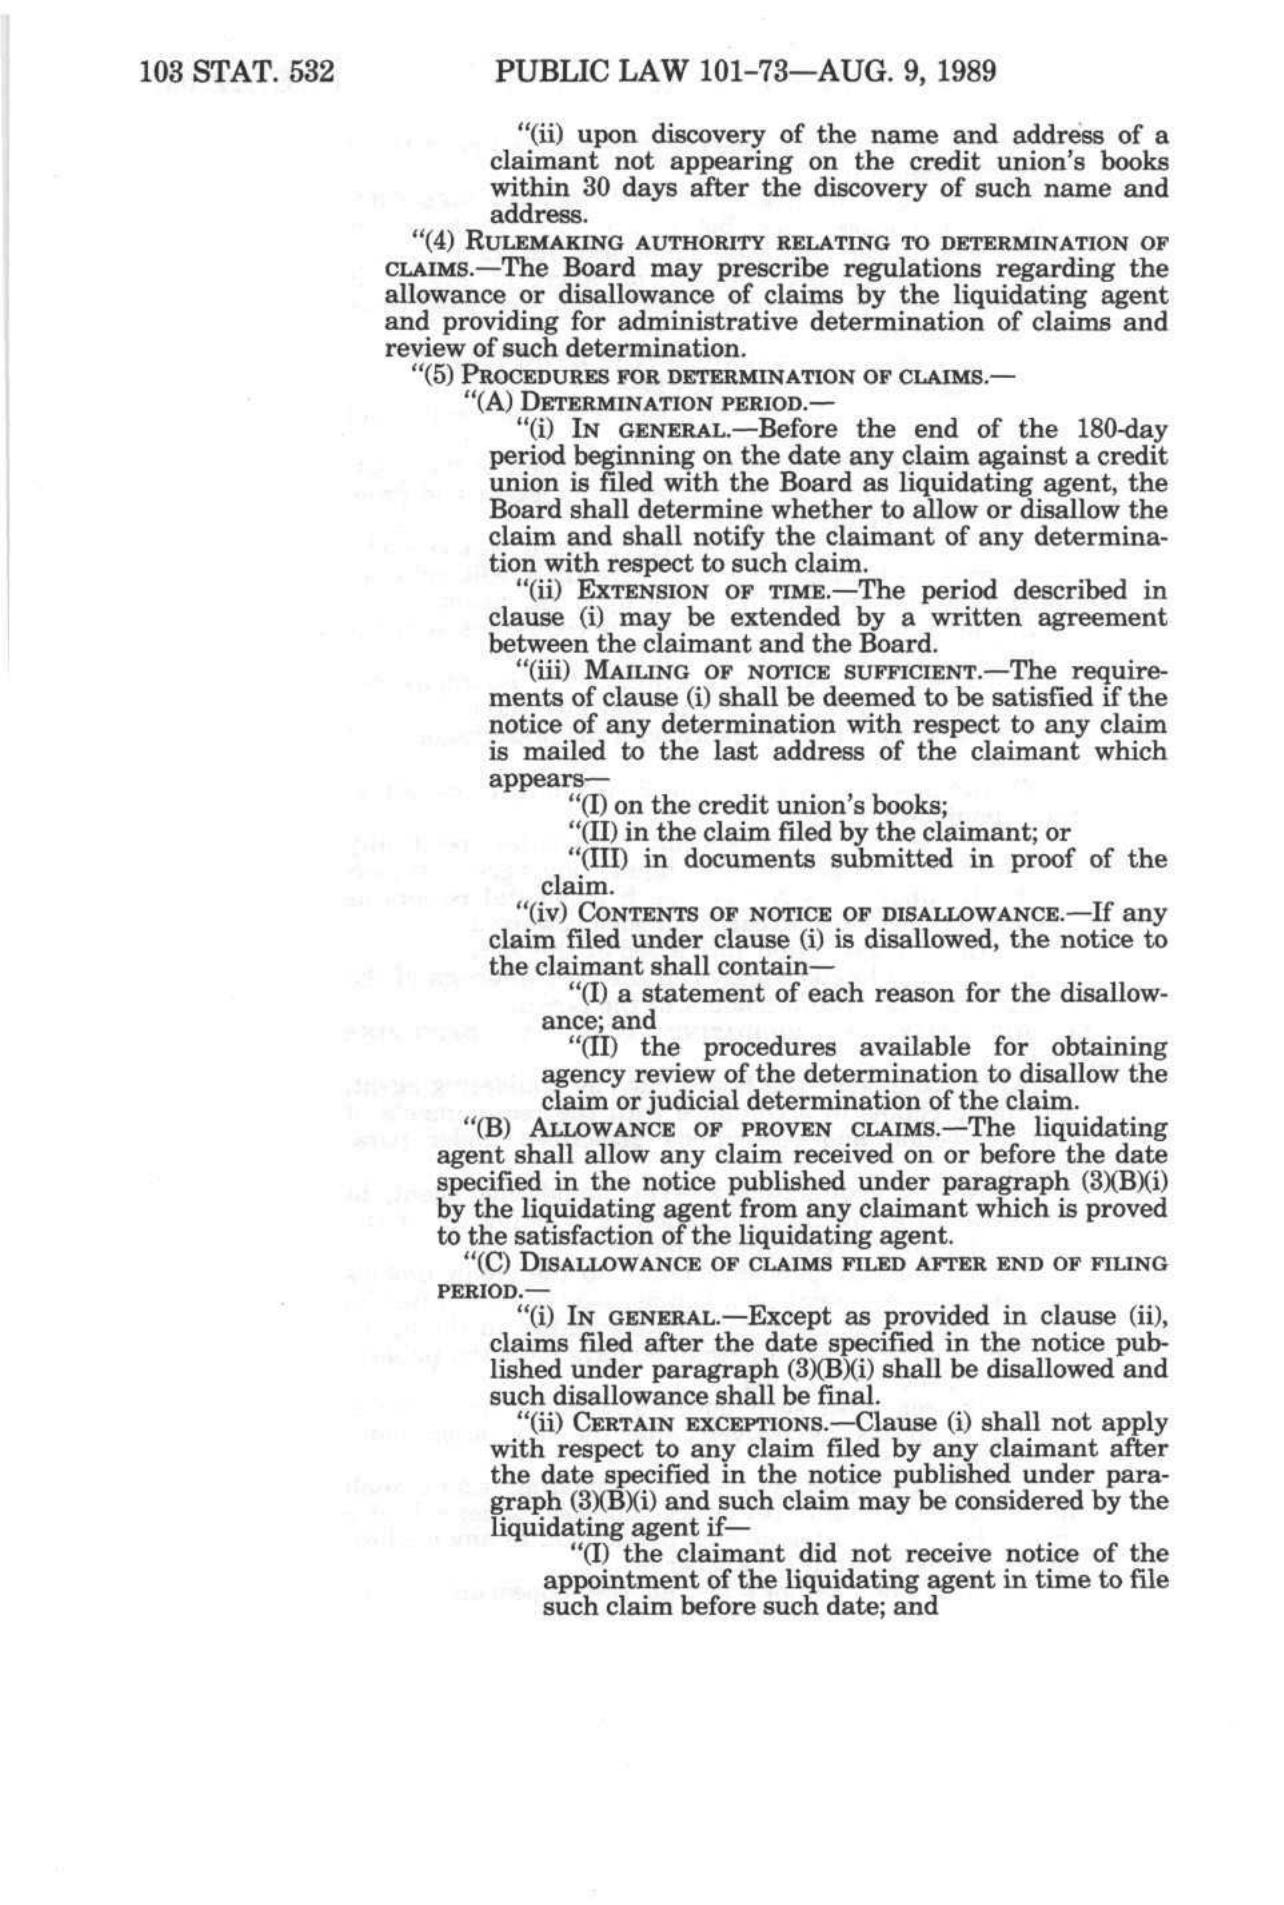 103 STAT. 532
PUBLIC LAW 101-73—AUG. 9, 1989
“(ii) upon discovery of the name and address of a
claimant not appearing on the credit union's books
within 30 days after the discovery of such name and
address.
“(4) RULEMAKING AUTHORITY RELATING TO DETERMINATION OF
CLAIMS.—The Board may prescribe regulations regarding the
allowance or disallowance of claims by the liquidating agent
and providing for administrative determination of claims and
review of such determination.
“(5) PROCEDURES FOR DETERMINATION OF CLAIMS.—
“(A) DETERMINATION PERIOD.—
“(i) IN GENERAL.—Before the end of the 180-day
period beginning on the date any claim against a credit
union is filed with the Board as liquidating agent, the
Board shall determine whether to allow or disallow the
claim and shall notify the claimant of any determina-
tion with respect to such claim.
“(ii) EXTENSION OF TIME.—The period described in
clause (i) may be extended by a written agreement
between the claimant and the Board.
“(iii) MAILING OF NOTICE SUFFICIENT.—The require-
ments of clause (i) shall be deemed to be satisfied if the
notice of any determination with respect to any claim
is mailed to the last address of the claimant which
appears—
“(I) on the credit union's books;
“(II) in the claim filed by the claimant; or
“(III) in documents submitted in proof of the
claim.
“(iv) CONTENTS OF NOTICE OF DISALLOWANCE.—If any
claim filed under clause (i) is disallowed, the notice to
the claimant shall contain—
“(I) a statement of each reason for the disallow-
ance; and
“(II) the procedures available for obtaining
agency review of the determination to disallow the
claim or judicial determination of the claim.
“(B) ALLOWANCE OF PROVEN CLAIMS.—The liquidating
agent shall allow any claim received on or before the date
specified in the notice published under paragraph (3)(B)(i)
by the liquidating agent from any claimant which is proved
to the satisfaction of the liquidating agent.
“(C) DISALLOWANCE OF CLAIMS FILED AFTER END OF FILING
PERIOD.—
“(i) IN GENERAL.—Except as provided in clause (ii),
claims filed after the date specified in the notice pub-
lished under paragraph (3)(B)(i) shall be disallowed and
such disallowance shall be final.
“(ii) CERTAIN EXCEPTIONS.—Clause (i) shall not apply
with respect to any claim filed by any claimant after
the date specified in the notice published under para-
graph (3)(B)(i) and such claim may be considered by the
liquidating agent if—
“(I) the claimant did not receive notice of the
appointment of the liquidating agent in time to file
such claim before such date; and